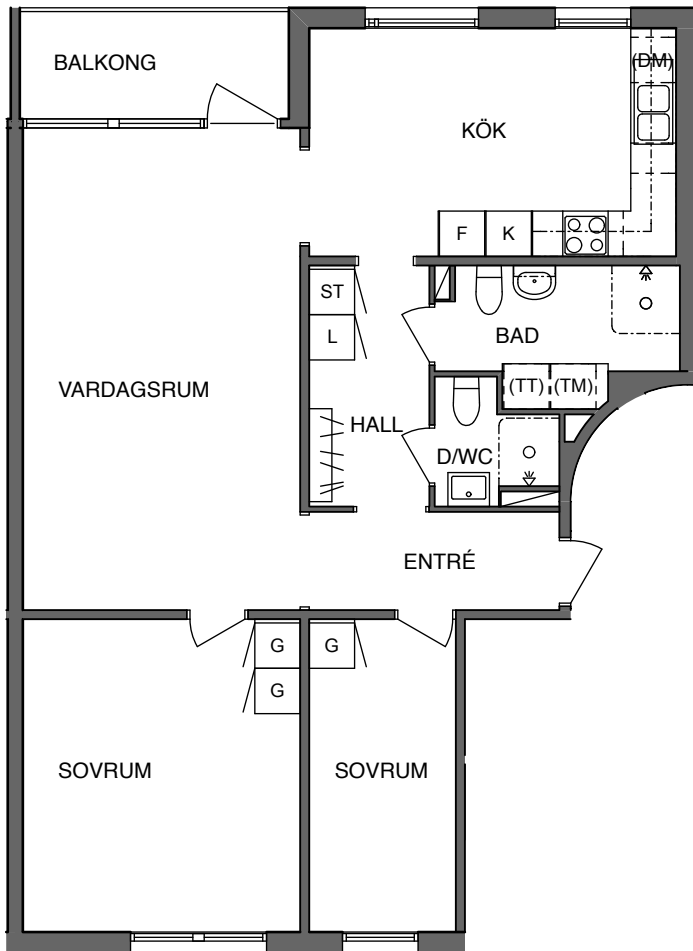 BALKONG
(DM)
KÖK
F K
ST
L
BAD
VARDAGSRUM
(TT) (TM)
HALL
D/WC
ENTRÉ
G G
G
SOVRUM SOVRUM